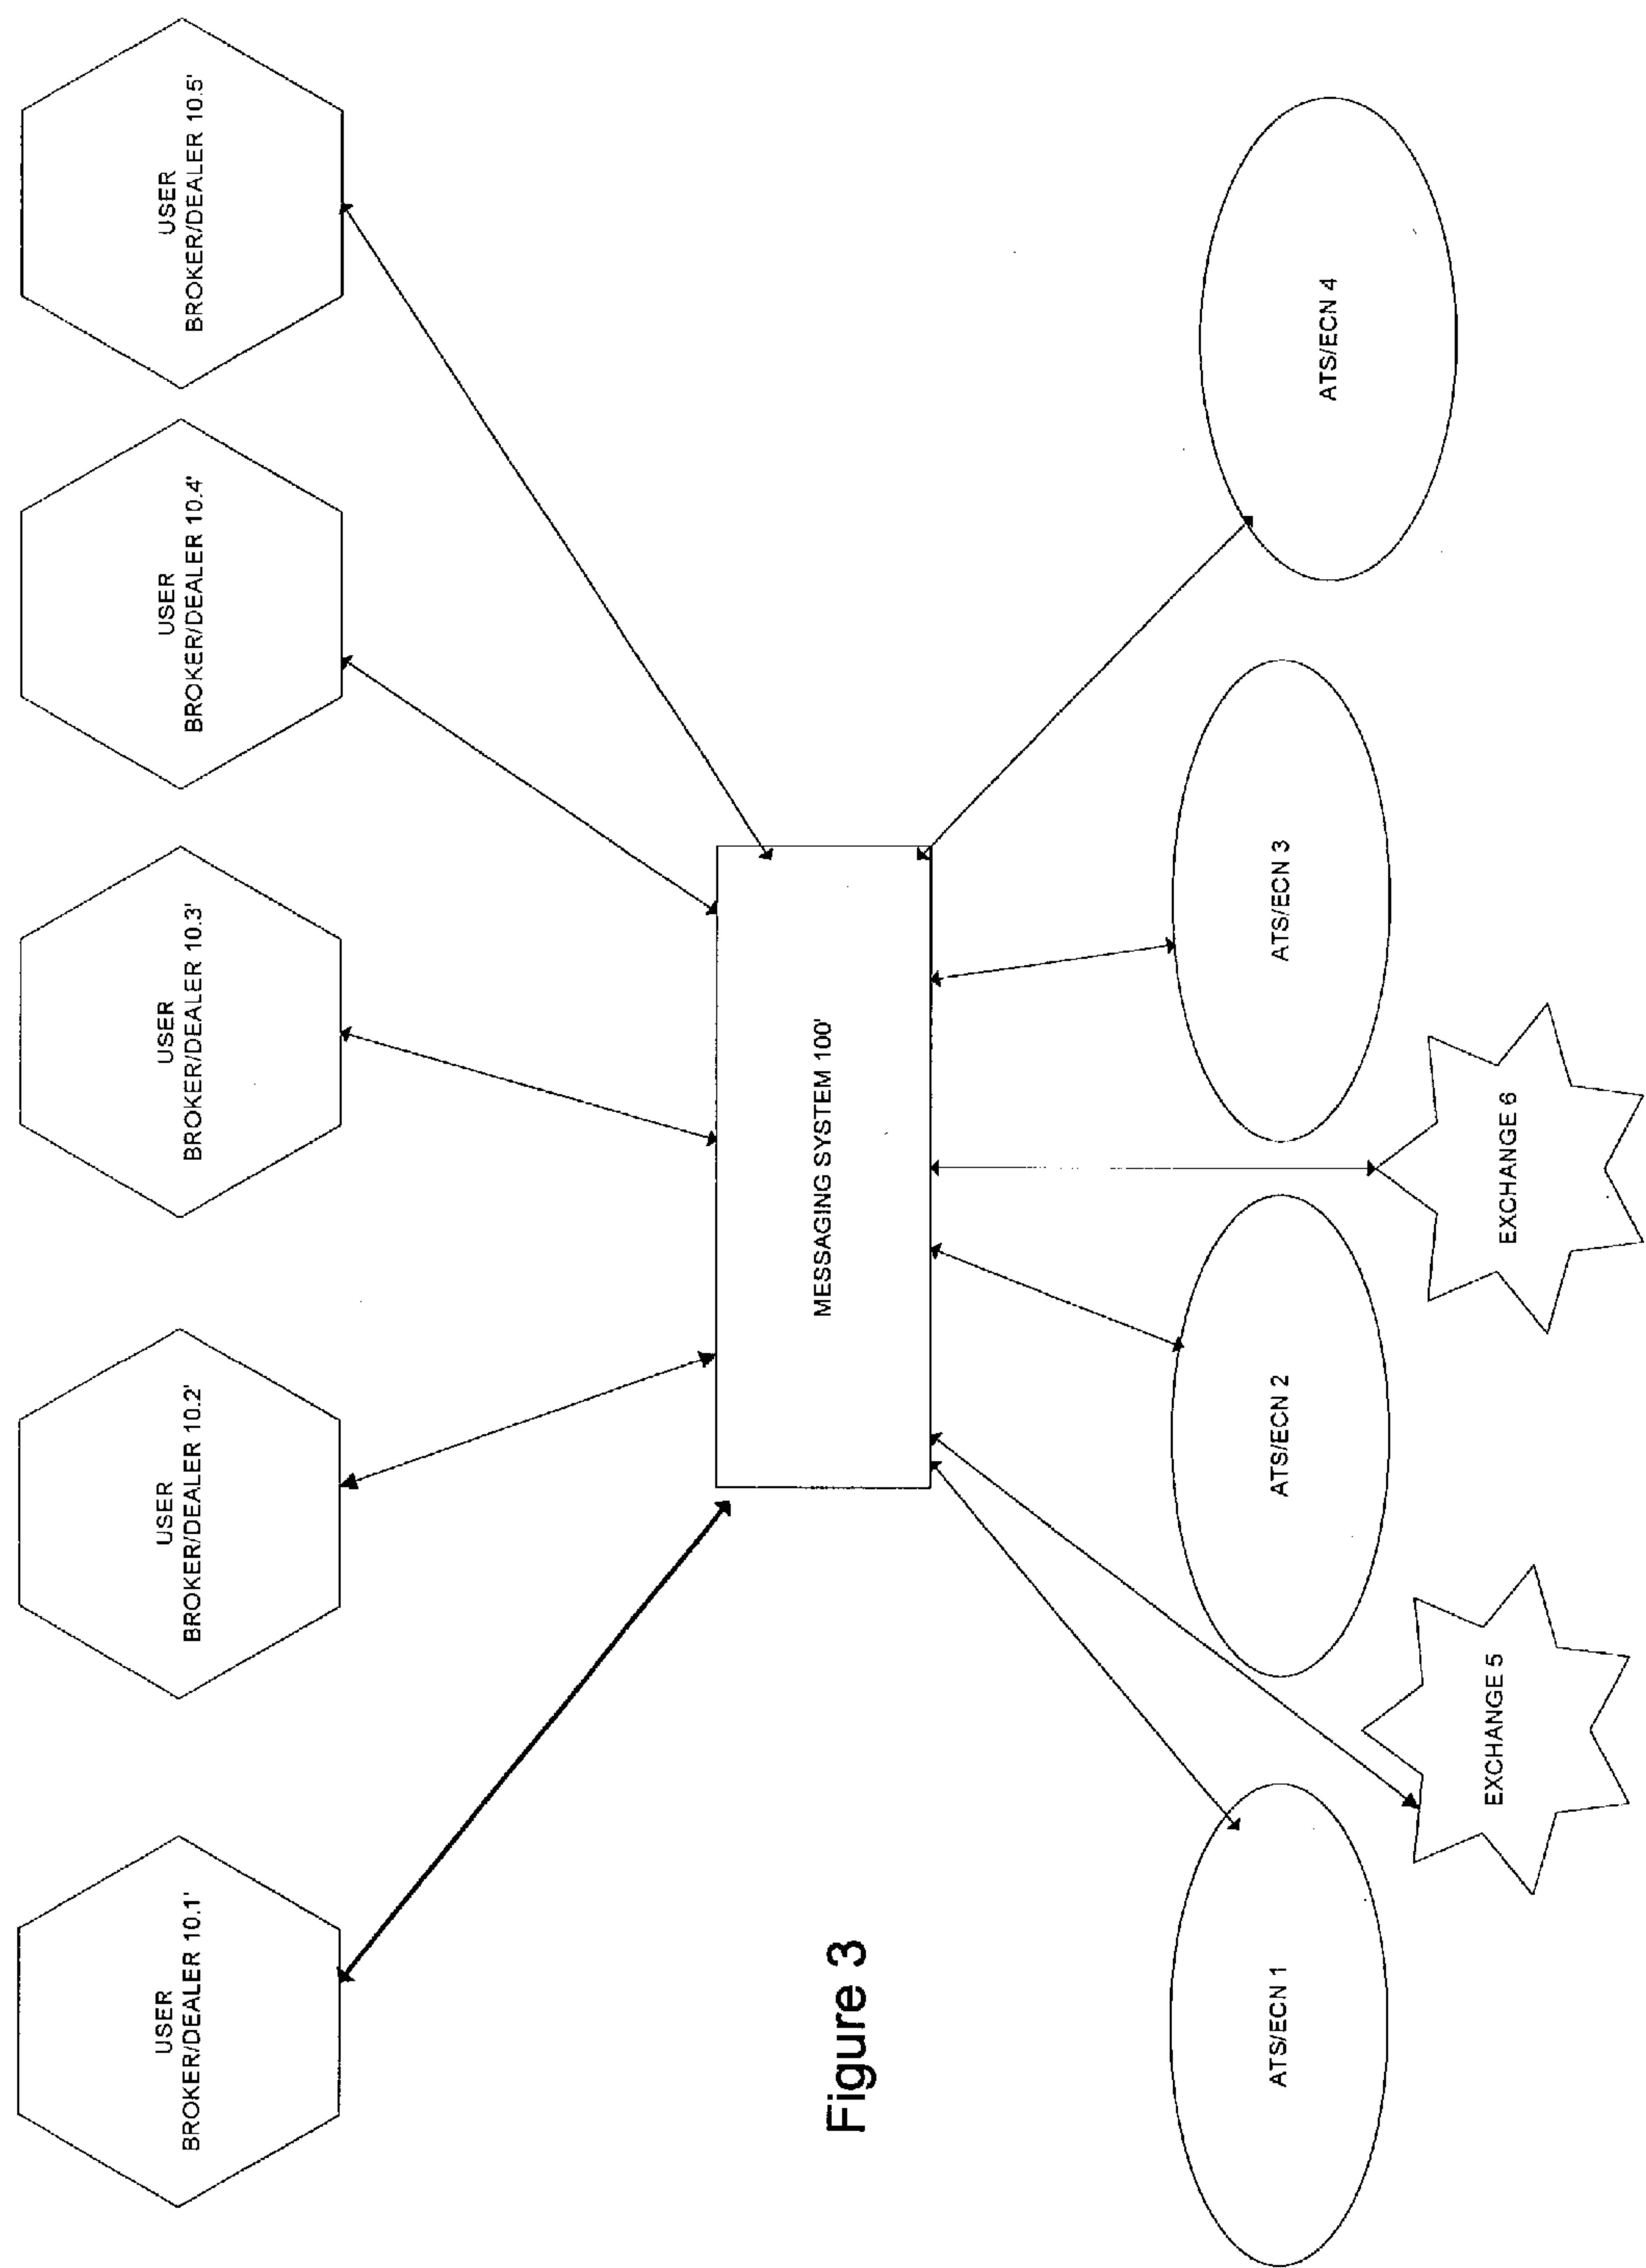 USER
BROKER/DEALER 10.1'
USER
BROKER/DEALER 10.2'
USER
BROKER/DEALER 10.3'
USER
BROKER/DEALER 10.4'
USER
BROKER/DEALER 10.5'
MESSAGING SYSTEM 100'
Figure 3
ATS/ECN 1
ATS/ECN 2
ATS/ECN 3
ATS/ECN 4
EXCHANGE 5
EXCHANGE 6